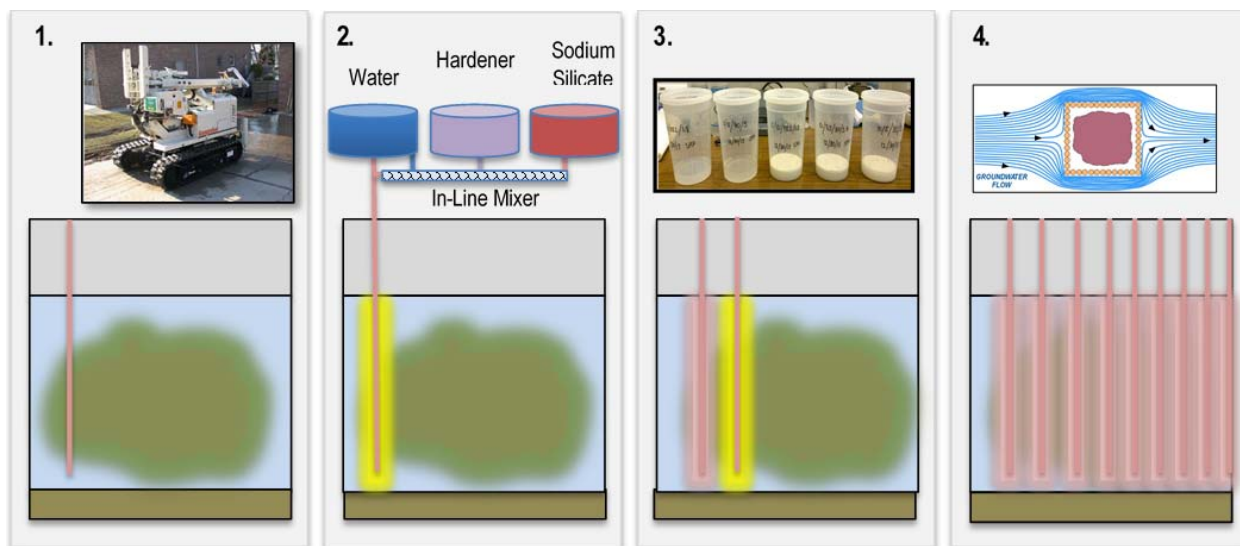 1.
2.
Water
Hardener
Sodium
Silicate
In-Line Mixer
3.
4.
GROUNDWATER
FLOW